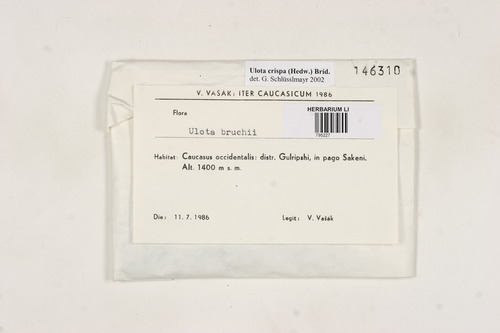 Ulota crispa (Hedw.) Brid.
det. G. Schlüsslmayr 2002
146310
V. VAŠÁK: ITER CAUCASICUM 1986
HERBARIUM LI
Flora
Ulota bruchii
795227
Habitat: Caucasus occidentalis: distr. Gulripshi, in pago Sakeni.
Alt. 1400 m s. m.
Die: 11. 7. 1986 Legit: V. Vašák